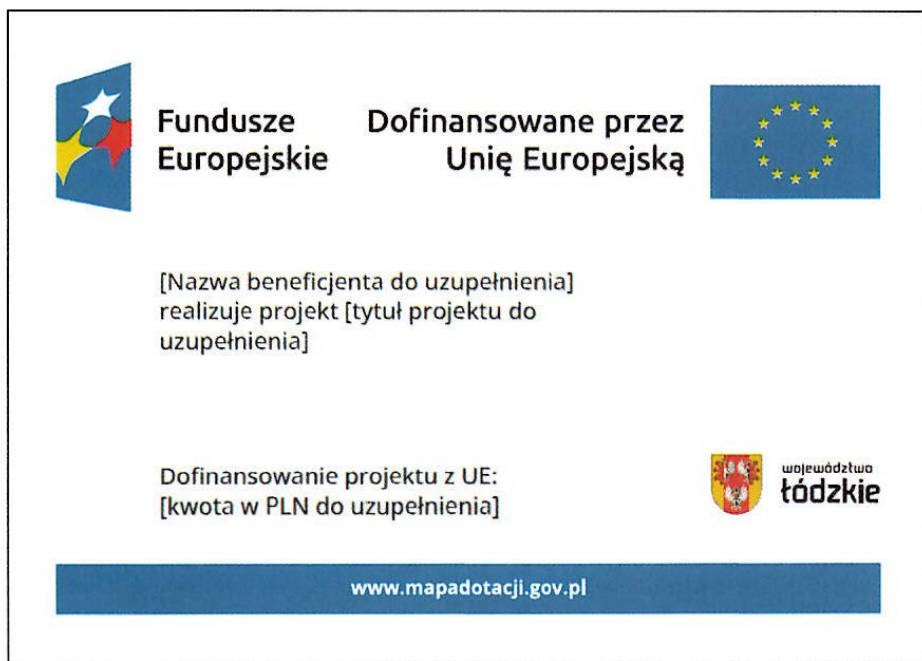 Fundusze
Europejskie
Dofinansowane przez
Unię Europejską
[Nazwa beneficjenta do uzupełnienia]
realizuje projekt [tytuł projektu do
uzupełnienia]
Dofinansowanie projektu z UE:
[kwota w PLN do uzupełnienia]
województwo
łódzkie
www.mapadotacji.gov.pl